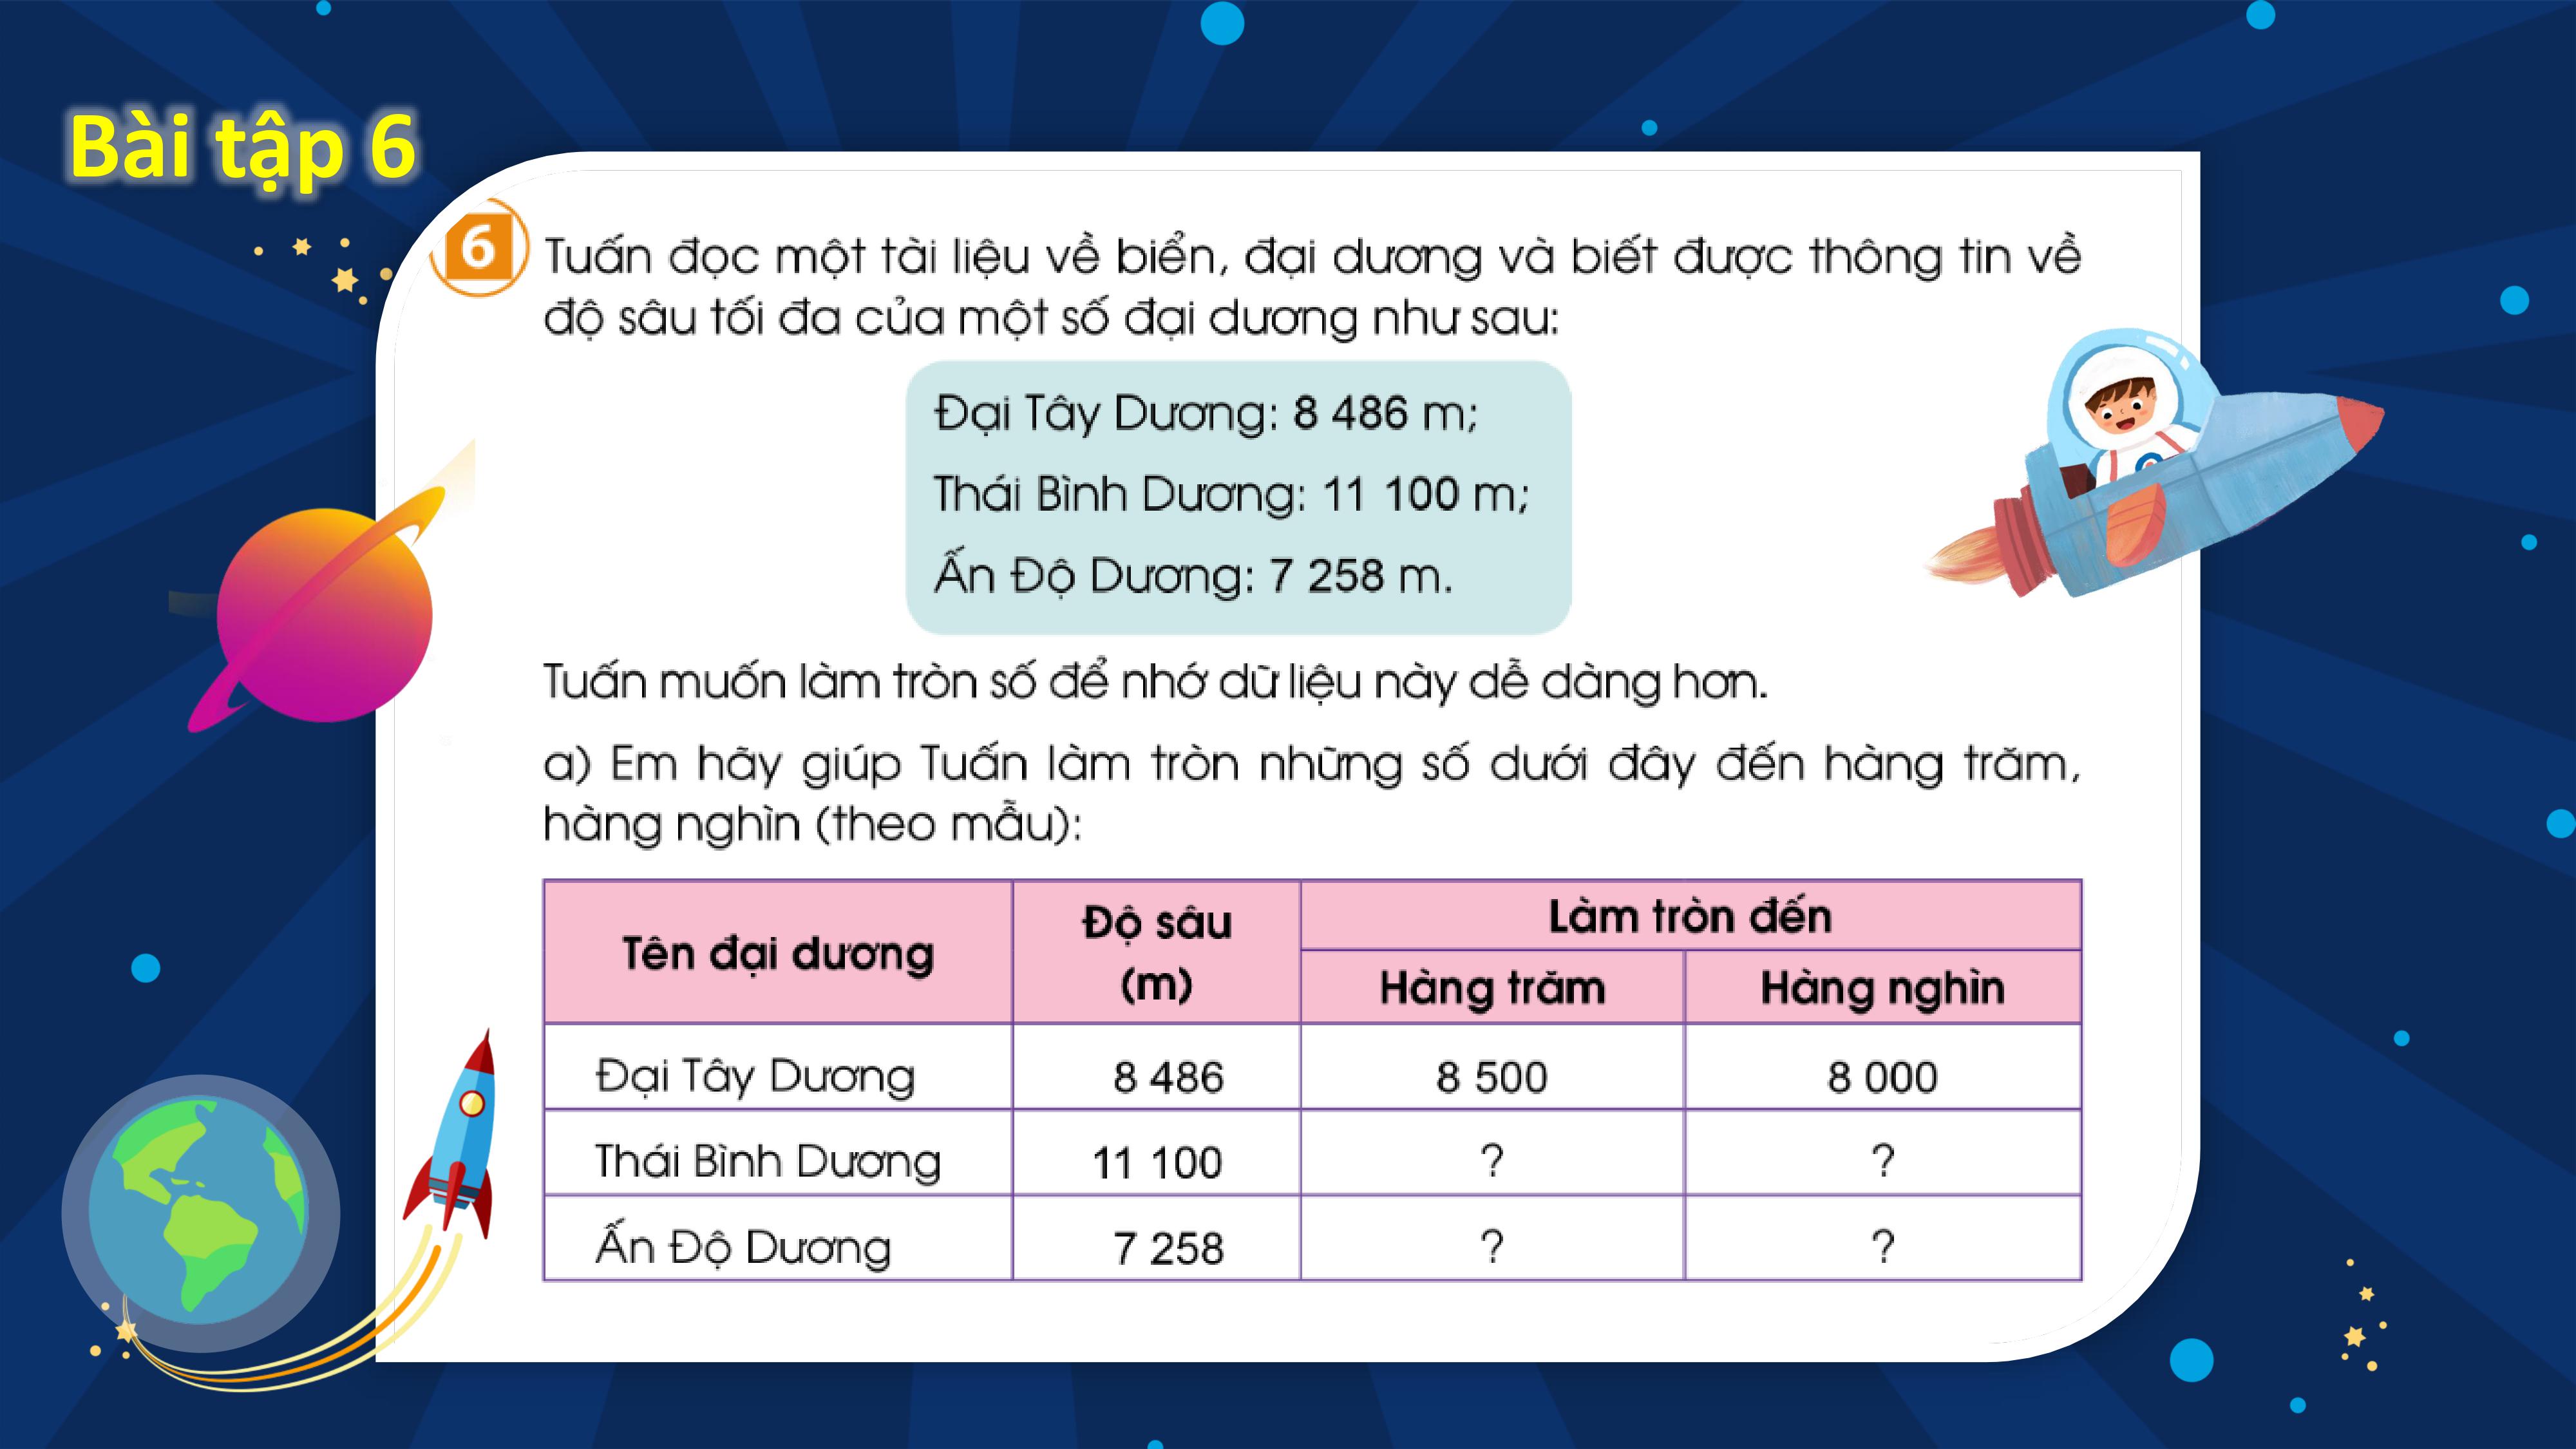 Bài tập 6
6
Tuấn đọc một tài liệu về biển, đại dương và biết được thông tin về
độ sâu tối đa của một số đại dương như sau:
Đại Tây Dương: 8 486 m;
Thái Bình Dương: 11 100 m;
Ấn Độ Dương: 7 258 m.
Tuấn muốn làm tròn số để nhớ dữ liệu này dễ dàng hơn.
a) Em hãy giúp Tuấn làm tròn những số dưới đây đến hàng trăm,
hàng nghìn (theo mẫu):
Tên đại dương Độ sâu (m) Làm tròn đến
Hàng trăm Hàng nghìn
Đại Tây Dương 8 486 8 500 8 000
Thái Bình Dương 11 100 ? ?
Ấn Độ Dương 7 258 ? ?